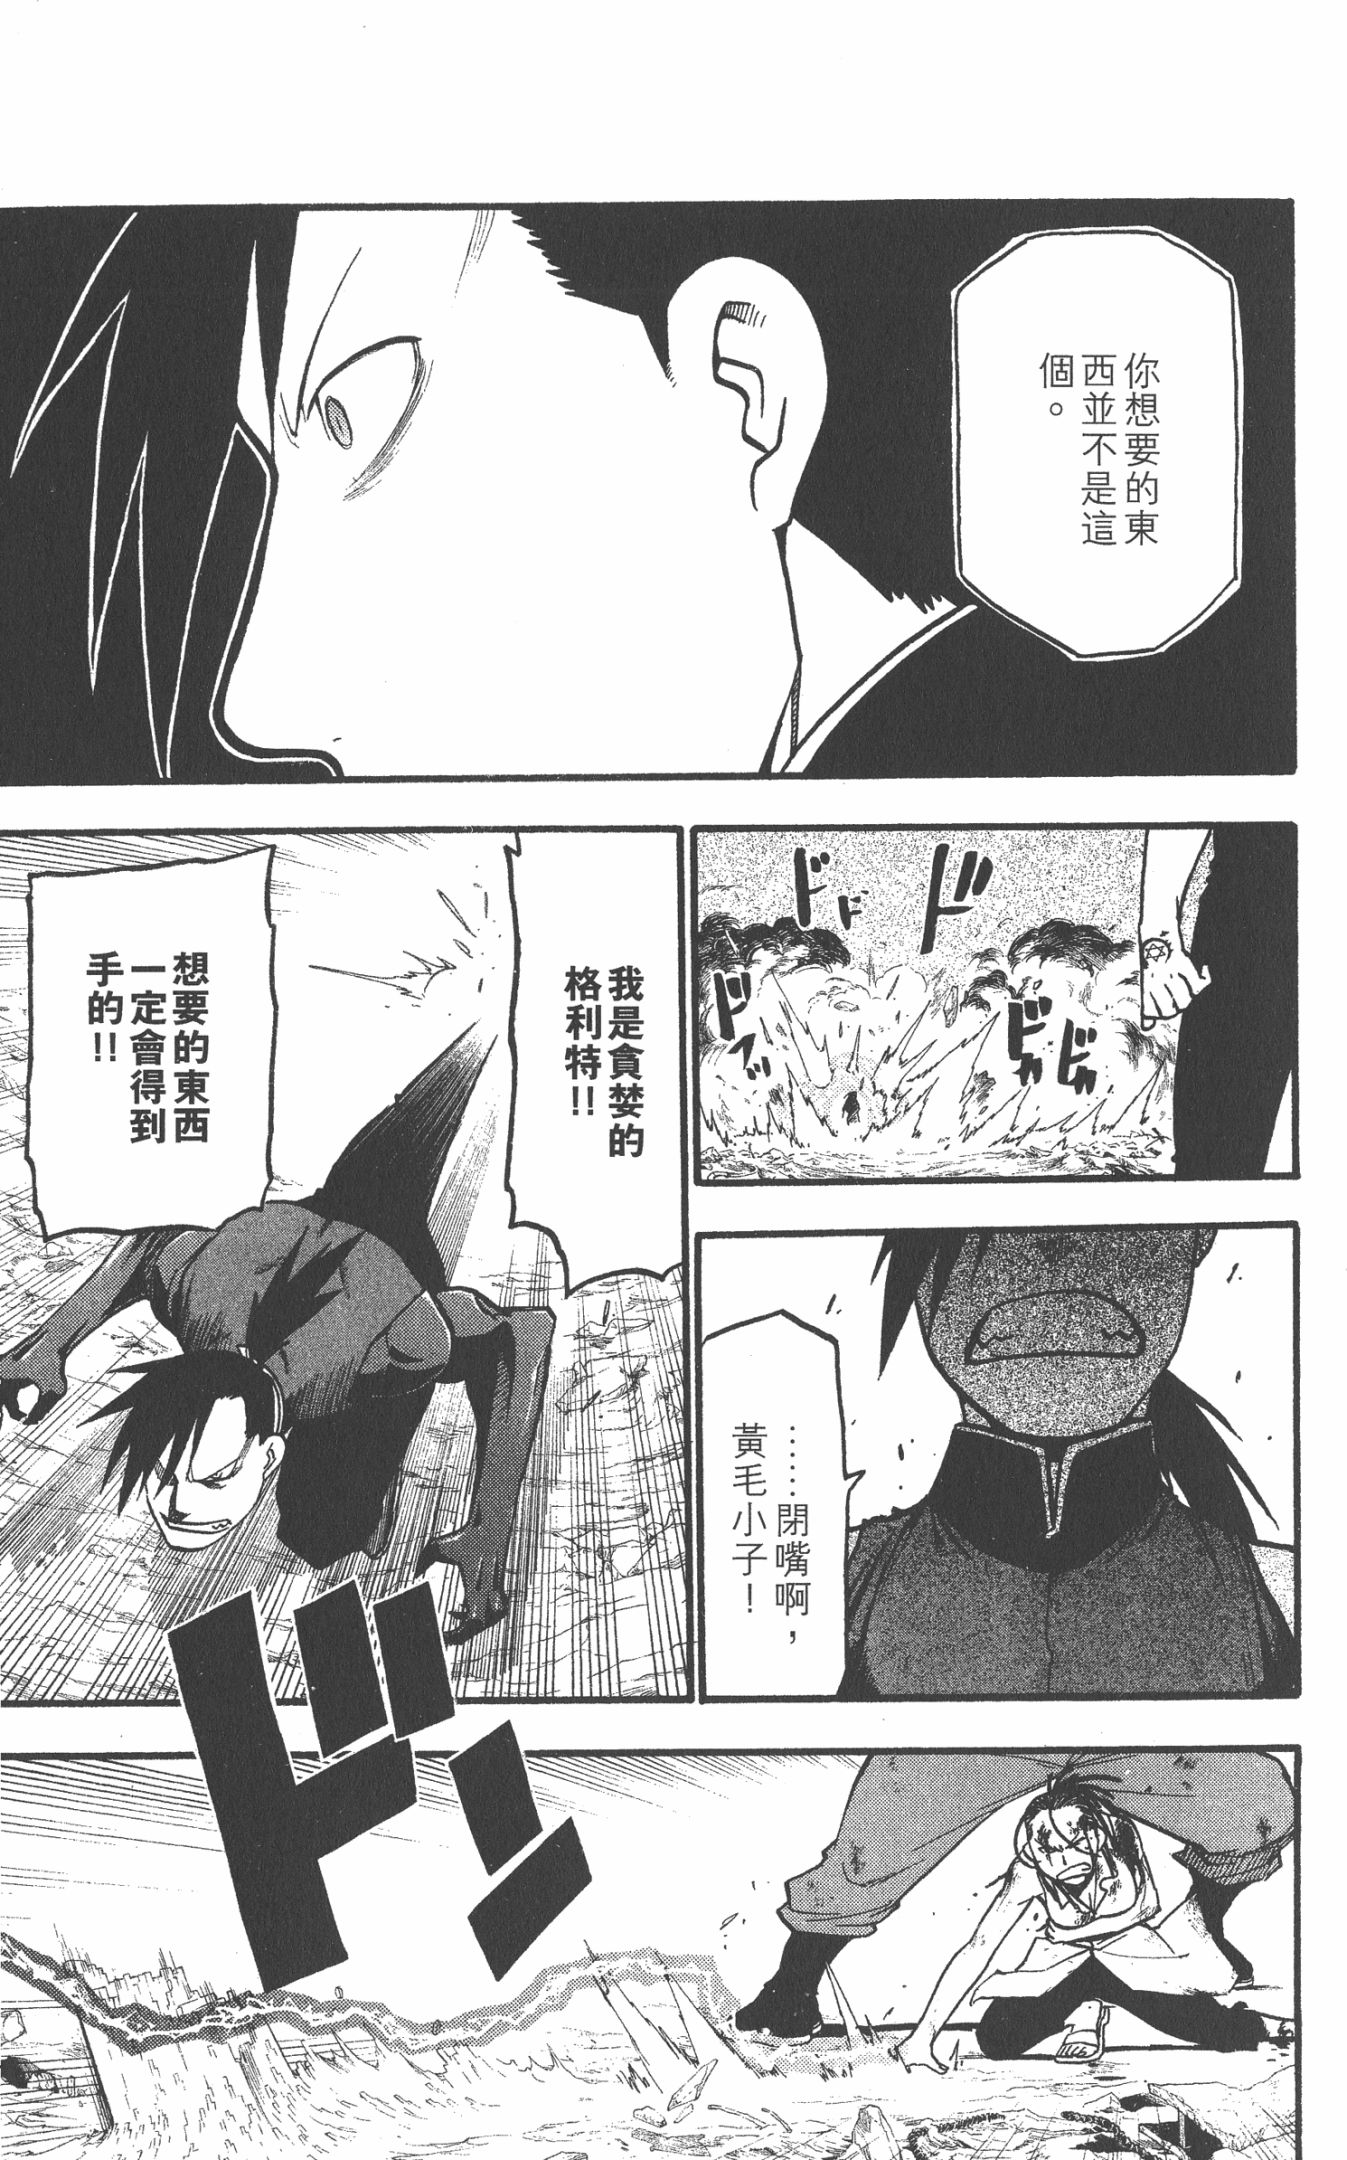 你想要的東
西並不是這
個。
ドド
ドド
ドン
ドド
……閉嘴啊，
黃毛小子！
我是貪婪的
格利特!!
想要的東西
一定會得到
手的!!
ドン